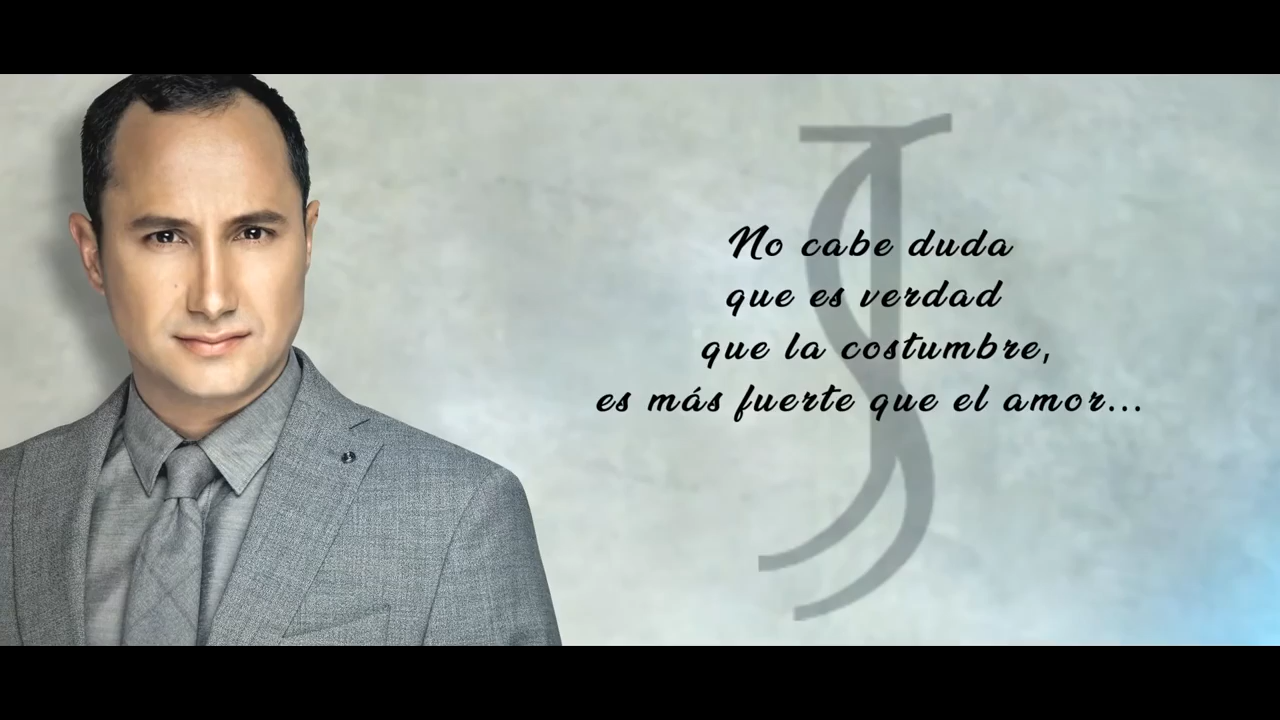 No cabe duda
que es verdad
que la costumbre,
es más fuerte que el amor...